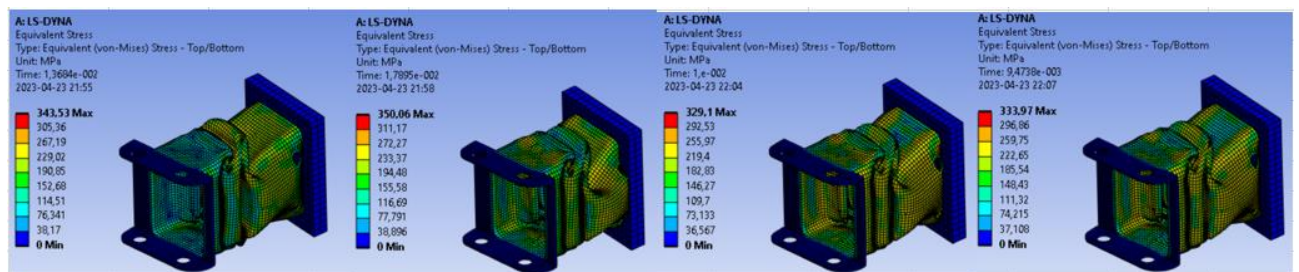 A: LS-DYNA
Equivalent Stress
Type: Equivalent (von-Mises) Stress - Top/Bottom
Unit: MPa
Time: 1,3684e-002
2023-04-23 21:55
343,53 Max
305,36
267,19
229,02
190,85
152,68
114,51
76,341
38,17
0 Min
A: LS-DYNA
Equivalent Stress
Type: Equivalent (von-Mises) Stress - Top/Bottom
Unit: MPa
Time: 1,7895e-002
2023-04-23 21:58
350,06 Max
311,17
272,27
233,37
194,48
155,58
116,69
77,791
38,896
0 Min
A: LS-DYNA
Equivalent Stress
Type: Equivalent (von-Mises) Stress - Top/Bottom
Unit: MPa
Time: 1,e-002
2023-04-23 22:04
329,1 Max
292,53
255,97
219,4
182,83
146,27
109,7
73,133
36,567
0 Min
A: LS-DYNA
Equivalent Stress
Type: Equivalent (von-Mises) Stress - Top/Bottom
Unit: MPa
Time: 9,4738e-003
2023-04-23 22:07
333,97 Max
296,86
259,75
222,65
185,54
148,43
111,32
74,215
37,108
0 Min